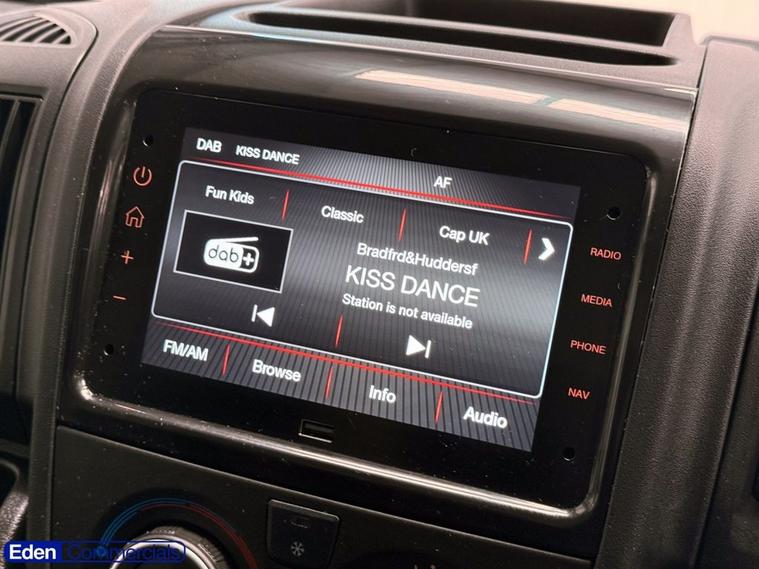 DAB KISS DANCE AF
Fun Kids Classic Cap UK
dab+
Bradfrd&Huddersf
KISS DANCE
Station is not available
FM/AM Browse Info Audio
RADIO
MEDIA
PHONE
NAV
Eden Commercials